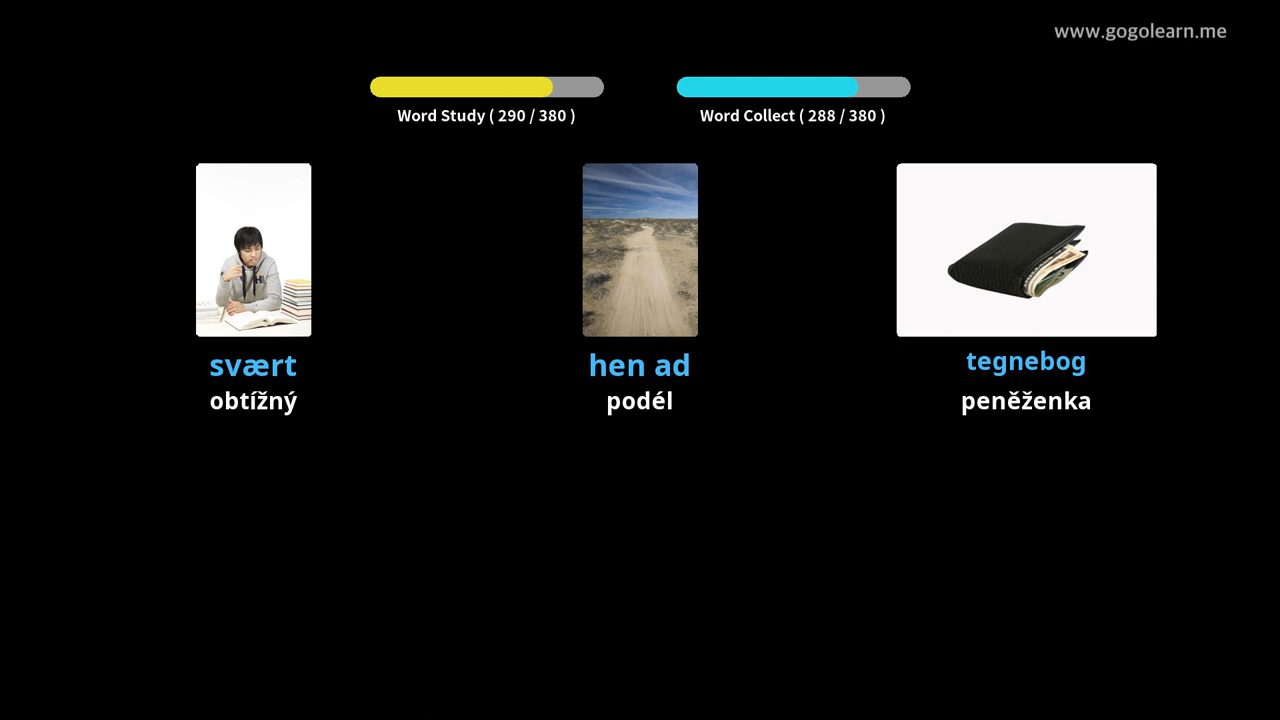 www.gogolearn.me
Word Study ( 290 / 380 )
Word Collect ( 288 / 380 )
svært
obtížný
hen ad
podél
tegnebog
peněženka